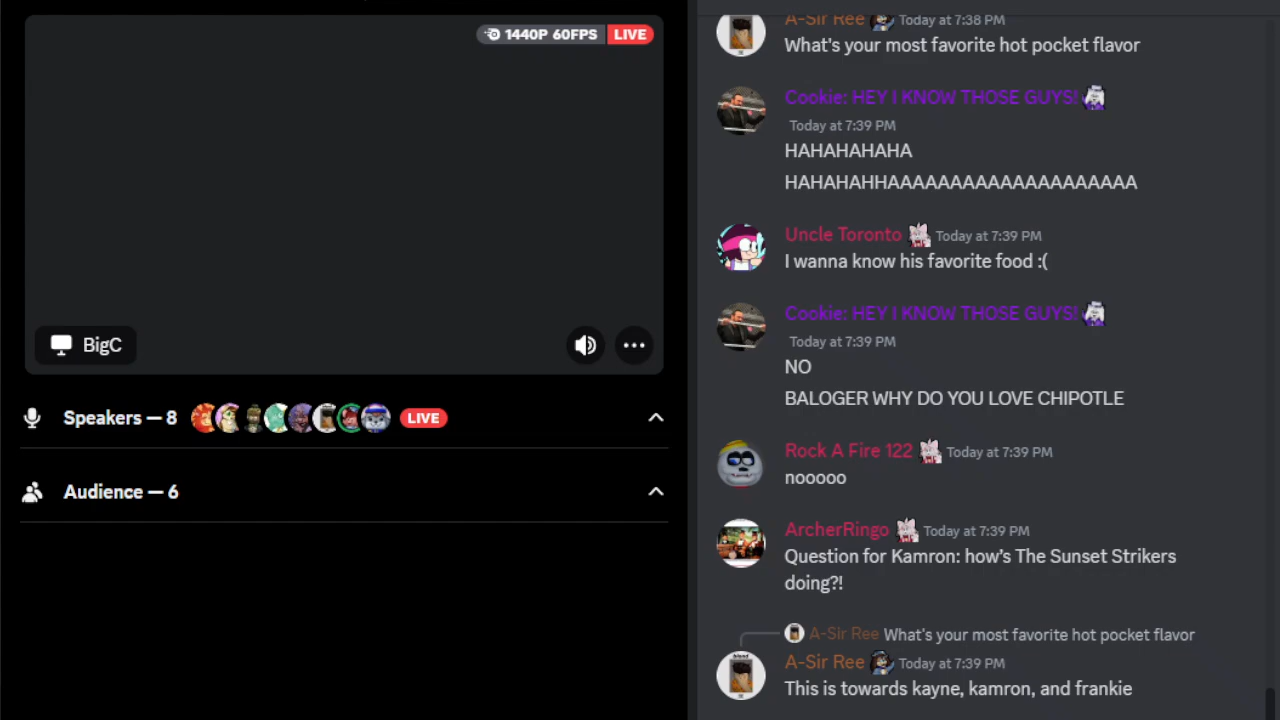 1440P 60FPS LIVE
BigC
Speakers — 8 LIVE
Audience — 6
A-Sir Ree Today at 7:38 PM
What's your most favorite hot pocket flavor
Cookie: HEY I KNOW THOSE GUYS!
Today at 7:39 PM
HAHAHAHAHA
HAHAHAHHAAAAAAAAAAAAAAAAAAAA
Uncle Toronto Today at 7:39 PM
I wanna know his favorite food :(
Cookie: HEY I KNOW THOSE GUYS!
Today at 7:39 PM
NO
BALOGER WHY DO YOU LOVE CHIPOTLE
Rock A Fire 122 Today at 7:39 PM
nooooo
ArcherRingo Today at 7:39 PM
Question for Kamron: how’s The Sunset Strikers
doing?!
A-Sir Ree What's your most favorite hot pocket flavor
A-Sir Ree Today at 7:39 PM
This is towards kayne, kamron, and frankie